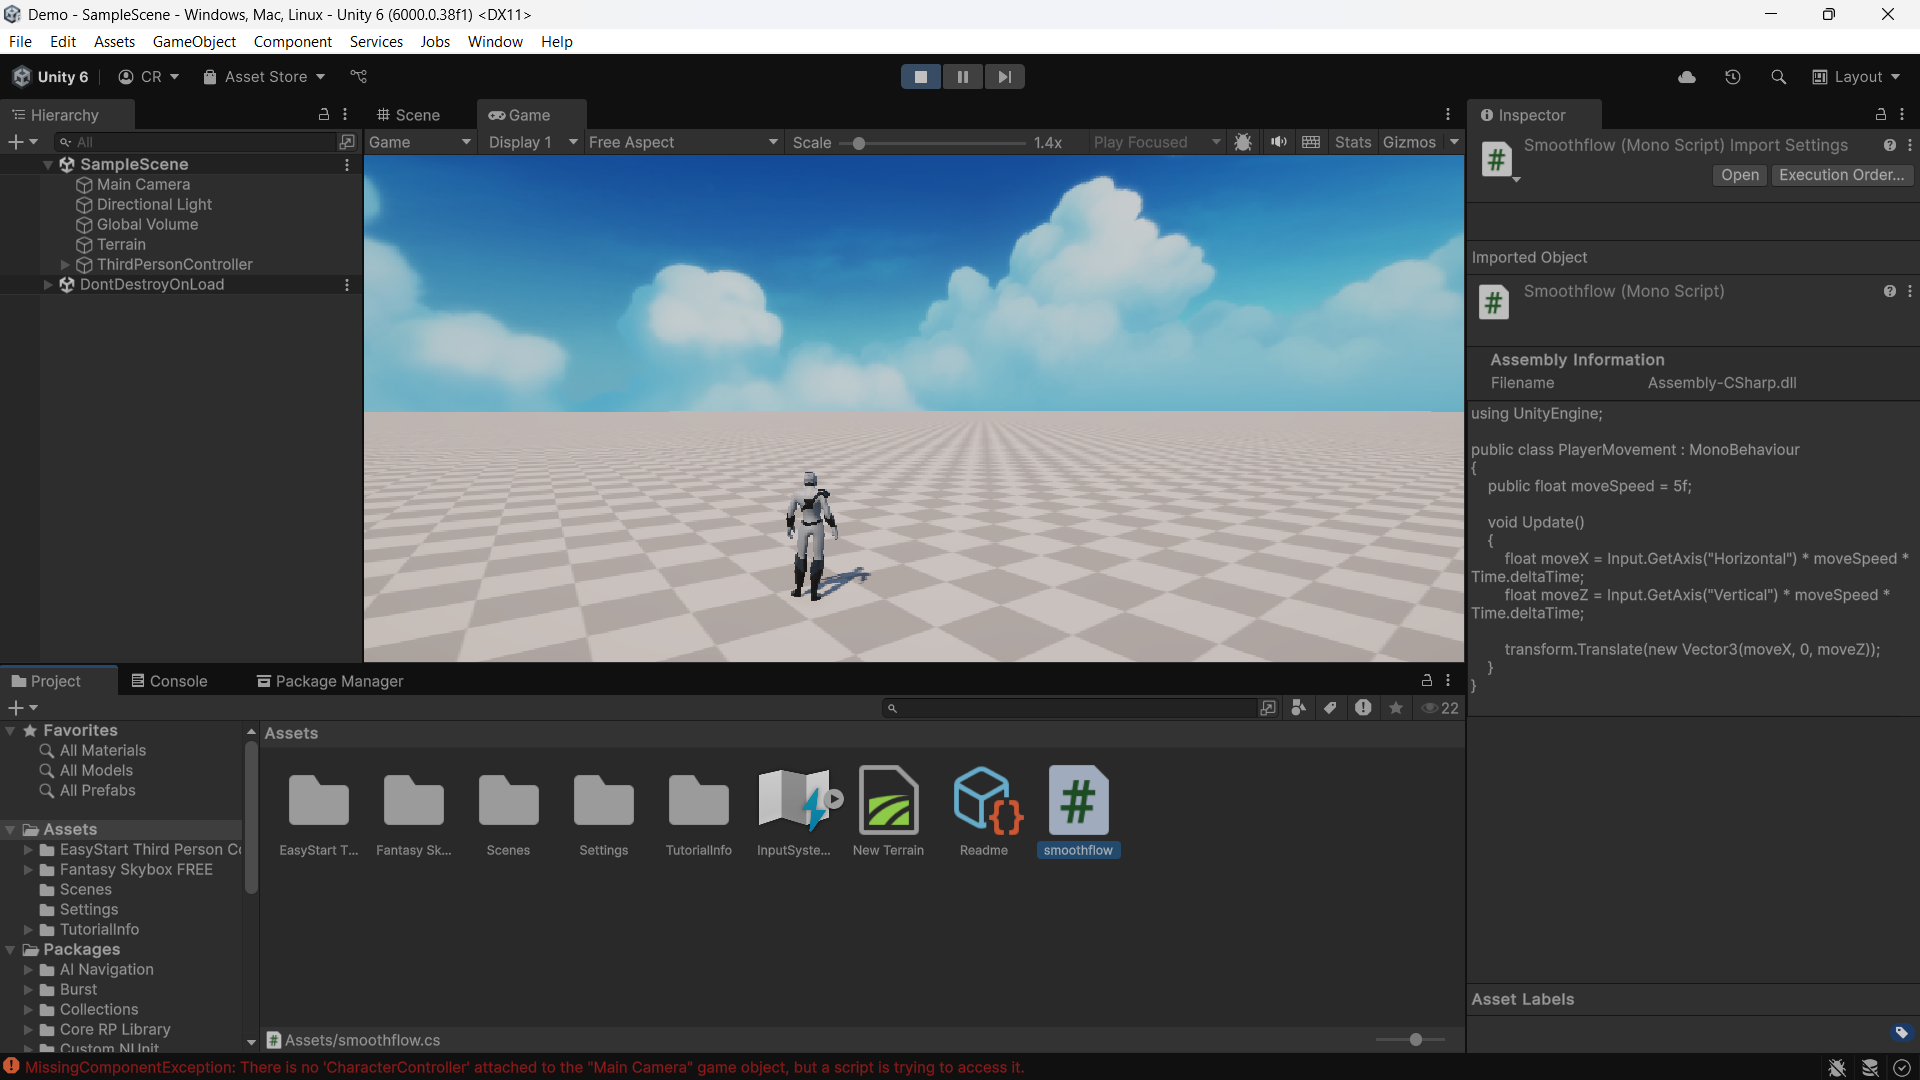 Demo - SampleScene - Windows, Mac, Linux - Unity 6 (6000.0.38f1) <DX11>
File Edit Assets GameObject Component Services Jobs Window Help
Unity 6 CR Asset Store Layout
Hierarchy
All
SampleScene
Main Camera
Directional Light
Global Volume
Terrain
ThirdPersonController
DontDestroyOnLoad
Scene Game
Game Display 1 Free Aspect Scale 1.4x Play Focused Stats Gizmos
Inspector
Smoothflow (Mono Script) Import Settings
Open Execution Order...
Imported Object
# Smoothflow (Mono Script)
Assembly Information
Filename Assembly-CSharp.dll
using UnityEngine;
public class PlayerMovement : MonoBehaviour
{
public float moveSpeed = 5f;
void Update()
{
float moveX = Input.GetAxis("Horizontal") * moveSpeed *
Time.deltaTime;
float moveZ = Input.GetAxis("Vertical") * moveSpeed *
Time.deltaTime;
transform.Translate(new Vector3(moveX, 0, moveZ));
}
}
Asset Labels
Project Console Package Manager
22
Favorites
All Materials
All Models
All Prefabs
Assets
EasyStart Third Person C
Fantasy Skybox FREE
Scenes
Settings
TutorialInfo
Packages
AI Navigation
Burst
Collections
Core RP Library
Custom NUnit
Assets
EasyStart T... Fantasy Sk... Scenes Settings TutorialInfo InputSyste... New Terrain Readme smoothflow
Assets/smoothflow.cs
MissingComponentException: There is no 'CharacterController' attached to the "Main Camera" game object, but a script is trying to access it.